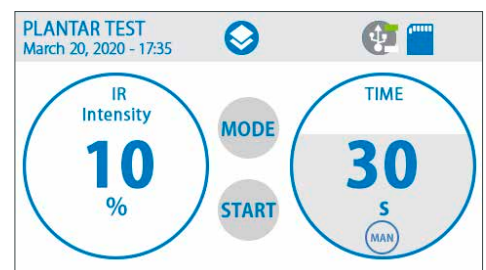 PLANTAR TEST
March 20, 2020 - 17:35
IR
Intensity
10
%
MODE
START
TIME
30
S
MAN